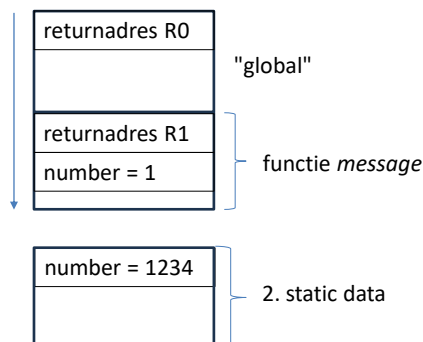 returnadres R0
"global"
returnadres R1
number = 1
functie message
number = 1234
2. static data